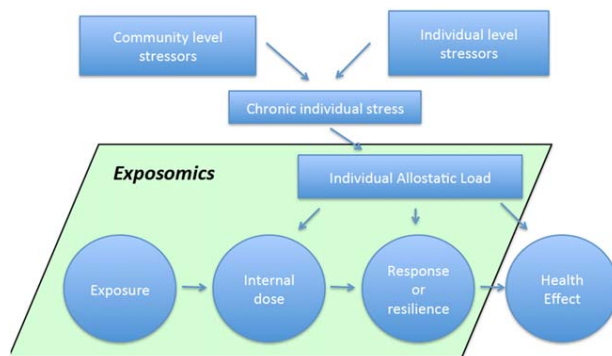 Community level
stressors
Individual level
stressors
Chronic individual stress
Exposomics
Individual Allostatic Load
Exposure
Internal
dose
Response
or
resilience
Health
Effect